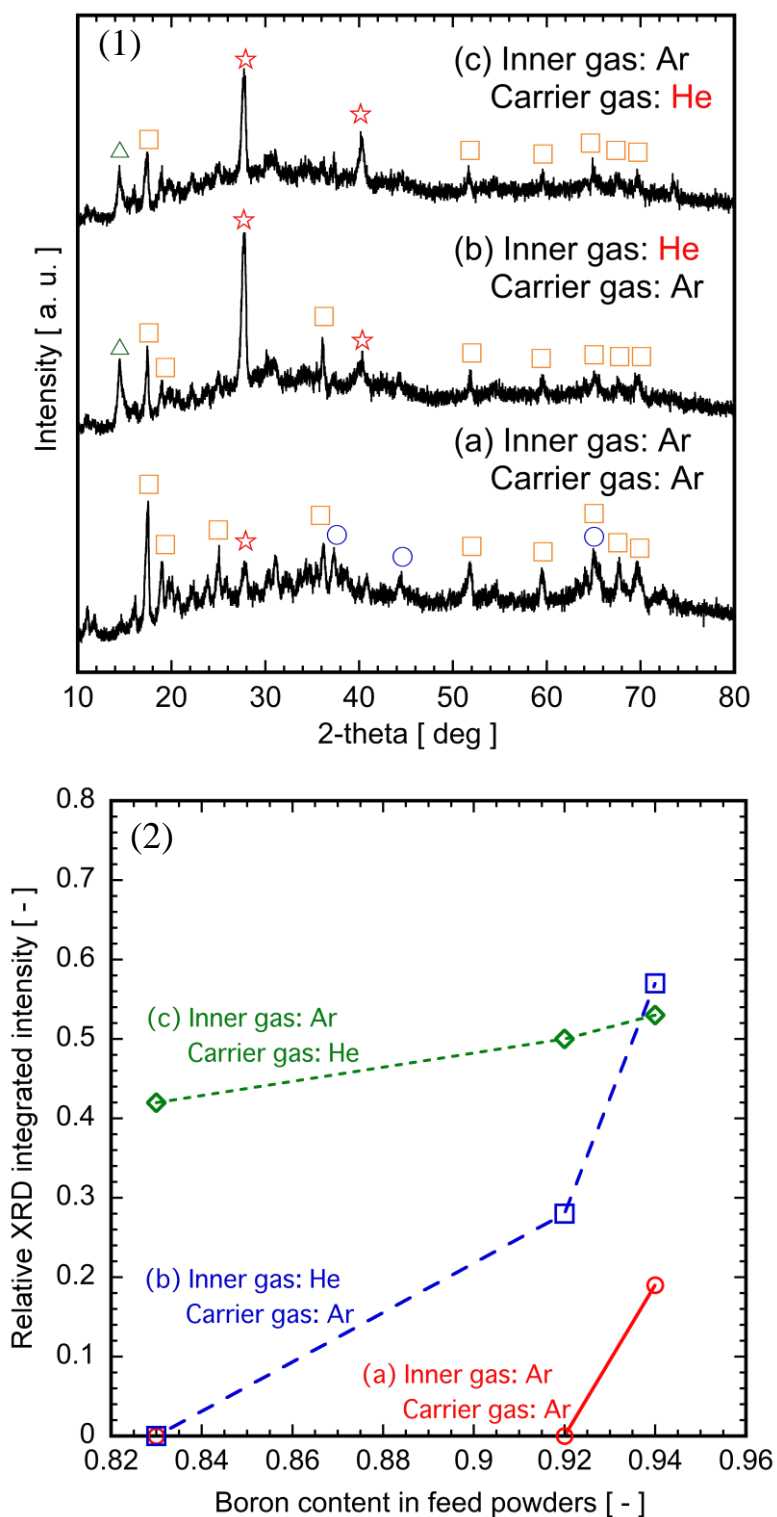 (1)
(c) Inner gas: Ar
Carrier gas: He
(b) Inner gas: He
Carrier gas: Ar
(a) Inner gas: Ar
Carrier gas: Ar
Intensity [ a. u. ]
10 20 30 40 50 60 70 80
2-theta [ deg ]
(2)
0.8
0.7
0.6
0.5
0.4
0.3
0.2
0.1
0
Relative XRD integrated intensity [ - ]
(c) Inner gas: Ar
Carrier gas: He
(b) Inner gas: He
Carrier gas: Ar
(a) Inner gas: Ar
Carrier gas: Ar
0.82 0.84 0.86 0.88 0.9 0.92 0.94 0.96
Boron content in feed powders [ - ]